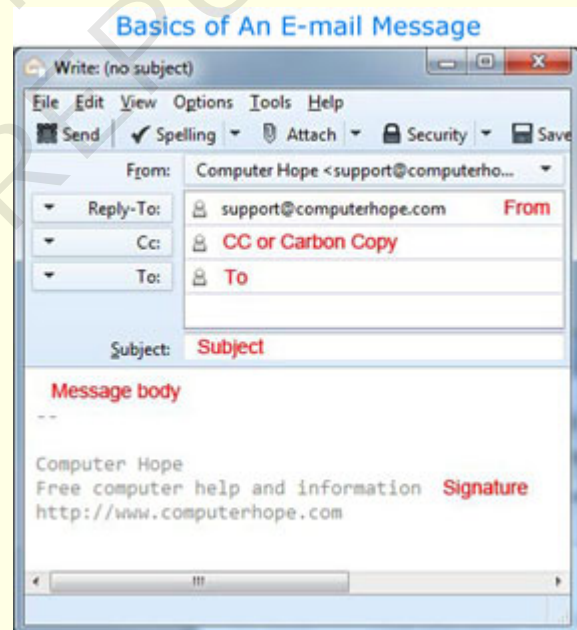 Basics of An E-mail Message
Write: (no subject)
File Edit View Options Tools Help
Send Spelling Attach Security Save
From: Computer Hope <support@computerho...
Reply-To: support@computerhope.com From
Cc: CC or Carbon Copy
To: To
Subject: Subject
Message body
--
Computer Hope
Free computer help and information Signature
http://www.computerhope.com